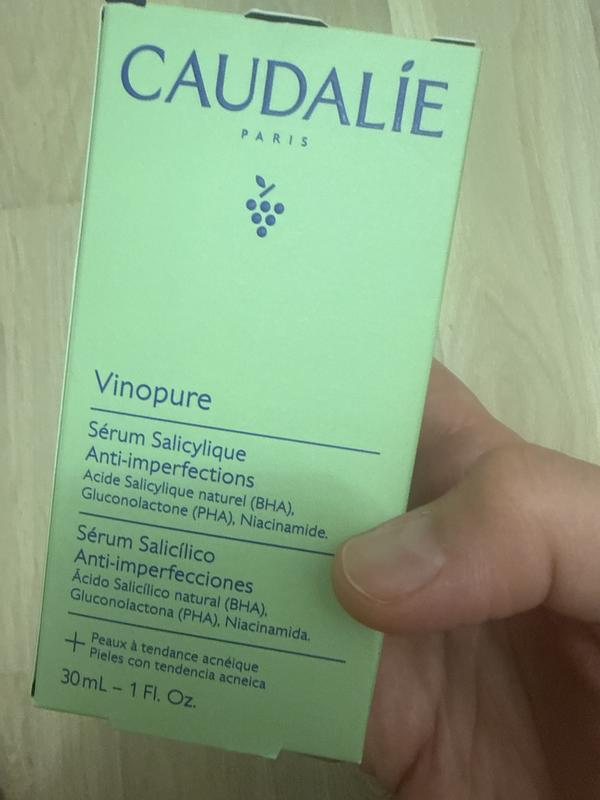 CAUDALÍE
PARIS
Vinopure
Sérum Salicylique
Anti-imperfections
Acide Salicylique naturel (BHA),
Gluconolactone (PHA), Niacinamide.
Sérum Salicílico
Anti-imperfecciones
Ácido Salicílico natural (BHA),
Gluconolactona (PHA), Niacinamida.
+ Peaux à tendance acnéique
Pieles con tendencia acneica
30 mL – 1 Fl. Oz.